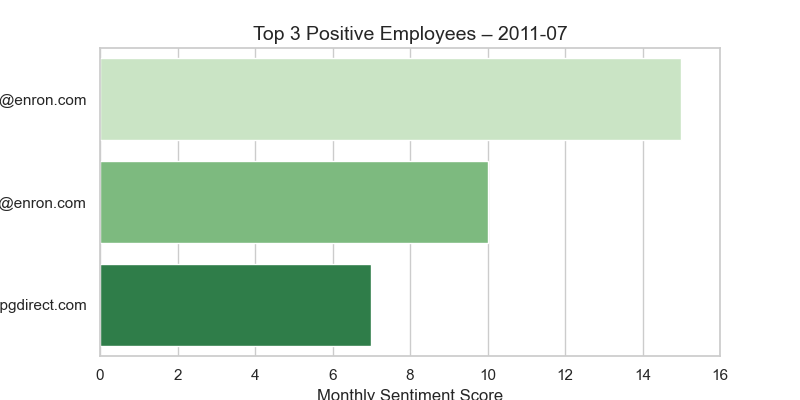 Top 3 Positive Employees – 2011-07
@enron.com
@enron.com
pgdirect.com
0 2 4 6 8 10 12 14 16
Monthly Sentiment Score